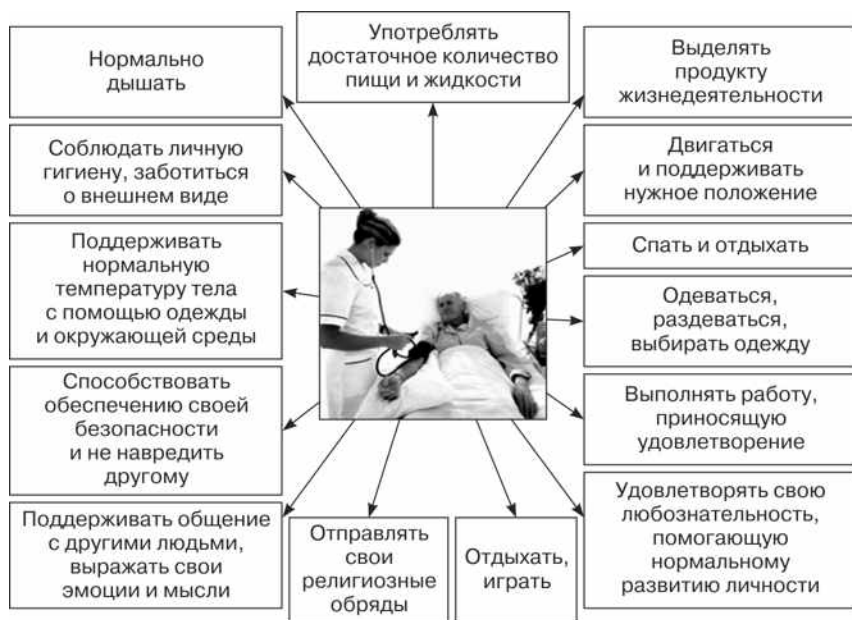 Нормально
дышать
Употреблять
достаточное количество
пищи и жидкости
Выделять
продукту
жизнедеятельности
Соблюдать личную
гигиену, заботиться
о внешнем виде
Двигаться
и поддерживать
нужное положение
Поддерживать
нормальную
температуру тела
с помощью одежды
и окружающей среды
Спать и отдыхать
Одеваться,
раздеваться,
выбирать одежду
Способствовать
обеспечению своей
безопасности
и не навредить
другому
Выполнять работу,
приносящую
удовлетворение
Поддерживать общение
с другими людьми,
выражать свои
эмоции и мысли
Отправлять
свои
религиозные
обряды
Отдыхать,
играть
Удовлетворять свою
любознательность,
помогающую
нормальному
развитию личности